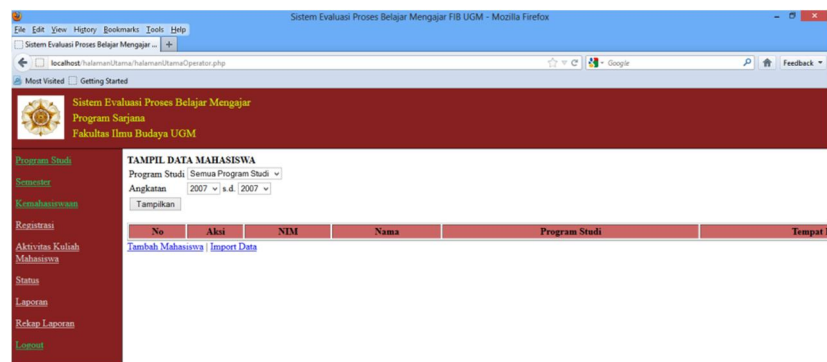 Sistem Evaluasi Proses Belajar Mengajar FIB UGM - Mozilla Firefox
File Edit View History Bookmarks Tools Help
Sistem Evaluasi Proses Belajar Mengajar ... +
localhost/halamanUtama/halamanUtamaOperator.php
Google
Feedback
Most Visited Getting Started
Sistem Evaluasi Proses Belajar Mengajar
Program Sarjana
Fakultas Ilmu Budaya UGM
Program Studi
Semester
Kemahasiswaan
Registrasi
Aktivitas Kuliah
Mahasiswa
Status
Laporan
Rekap Laporan
Logout
TAMPIL DATA MAHASISWA
Program Studi Semua Program Studi
Angkatan 2007 s.d. 2007
Tampilkan
No Aksi NIM Nama Program Studi Tempat
Tambah Mahasiswa | Import Data